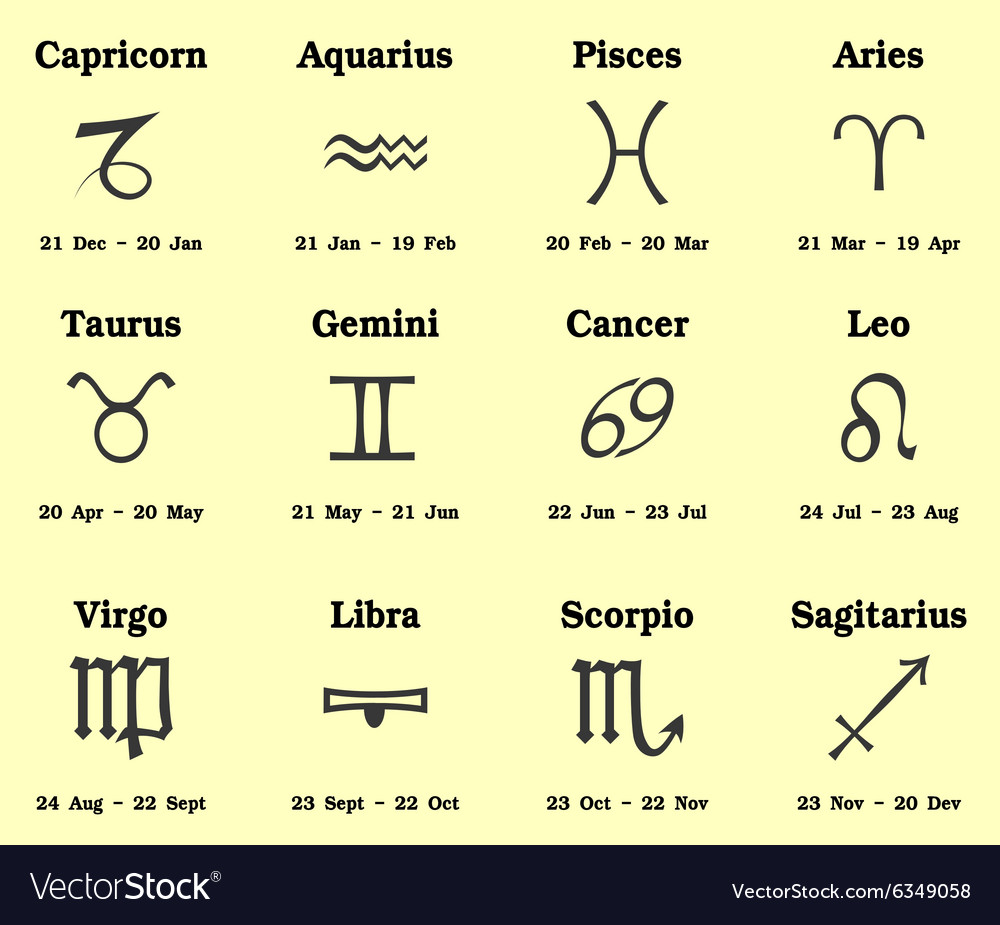 Capricorn Aquarius Pisces Aries
21 Dec – 20 Jan 21 Jan – 19 Feb 20 Feb – 20 Mar 21 Mar – 19 Apr
Taurus Gemini Cancer Leo
20 Apr – 20 May 21 May – 21 Jun 22 Jun – 23 Jul 24 Jul – 23 Aug
Virgo Libra Scorpio Sagitarius
24 Aug – 22 Sept 23 Sept – 22 Oct 23 Oct – 22 Nov 23 Nov – 20 Dev
VectorStock® VectorStock.com/6349058